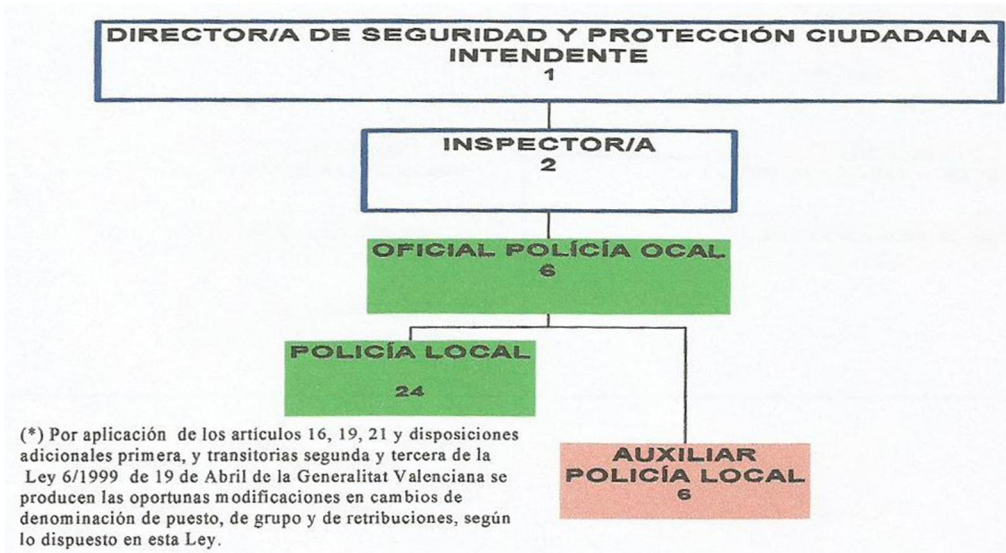 DIRECTOR/A DE SEGURIDAD Y PROTECCIÓN CIUDADANA
INTENDENTE
1
INSPECTOR/A
2
OFICIAL POLÍCÍA OCAL
6
POLICÍA LOCAL
24
AUXILIAR
POLICÍA LOCAL
6
(*) Por aplicación de los artículos 16, 19, 21 y disposiciones
adicionales primera, y transitorias segunda y tercera de la
Ley 6/1999 de 19 de Abril de la Generalitat Valenciana se
producen las oportunas modificaciones en cambios de
denominación de puesto, de grupo y de retribuciones, según
lo dispuesto en esta Ley.